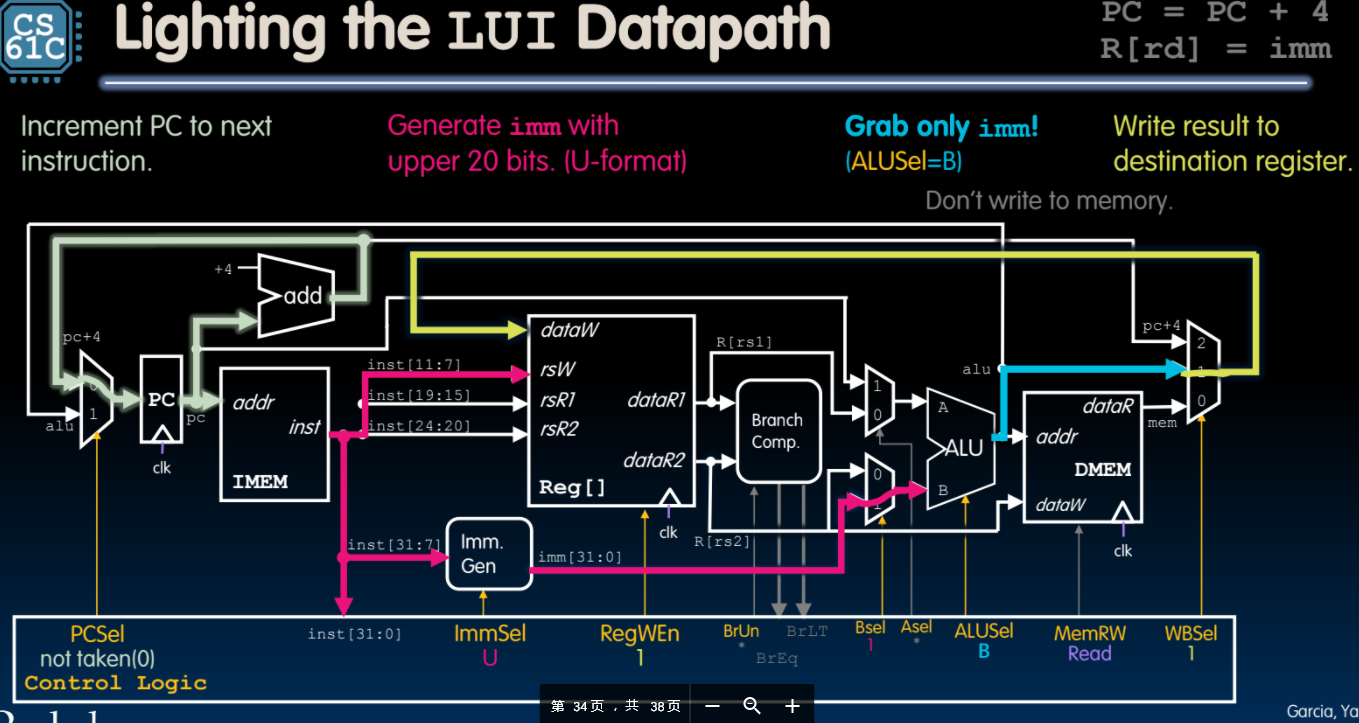 CS
61C
Lighting the LUI Datapath
PC = PC + 4
R[rd] = imm
Increment PC to next
instruction.
Generate imm with
upper 20 bits. (U-format)
Grab only imm!
(ALUSel=B)
Write result to
destination register.
Don't write to memory.
+4
add
pc+4
0
1
alu
PC
clk
pc
addr
inst
IMEM
inst[11:7]
inst[19:15]
inst[24:20]
inst[31:7]
inst[31:0]
dataW
rsW
rsR1
rsR2
dataR1
dataR2
Reg[]
clk
Imm.
Gen
imm[31:0]
R[rs1]
R[rs2]
Branch
Comp.
1
0
0
1
A
B
ALU
alu
addr
dataR
DMEM
dataW
clk
mem
pc+4
2
1
0
PCSel
not taken(0)
Control Logic
ImmSel
U
RegWEn
1
BrUn
*
BrEq
BrLT
Bsel
1
Asel
*
ALUSel
B
MemRW
Read
WBSel
1
第 34页 , 共 38页
Garcia, Ya